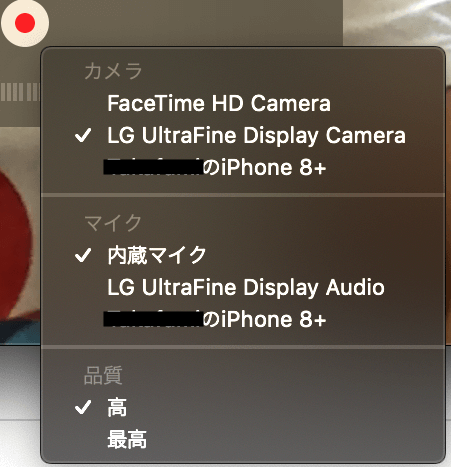 カメラ
FaceTime HD Camera
LG UltraFine Display Camera
のiPhone 8+
マイク
内蔵マイク
LG UltraFine Display Audio
のiPhone 8+
品質
高
最高